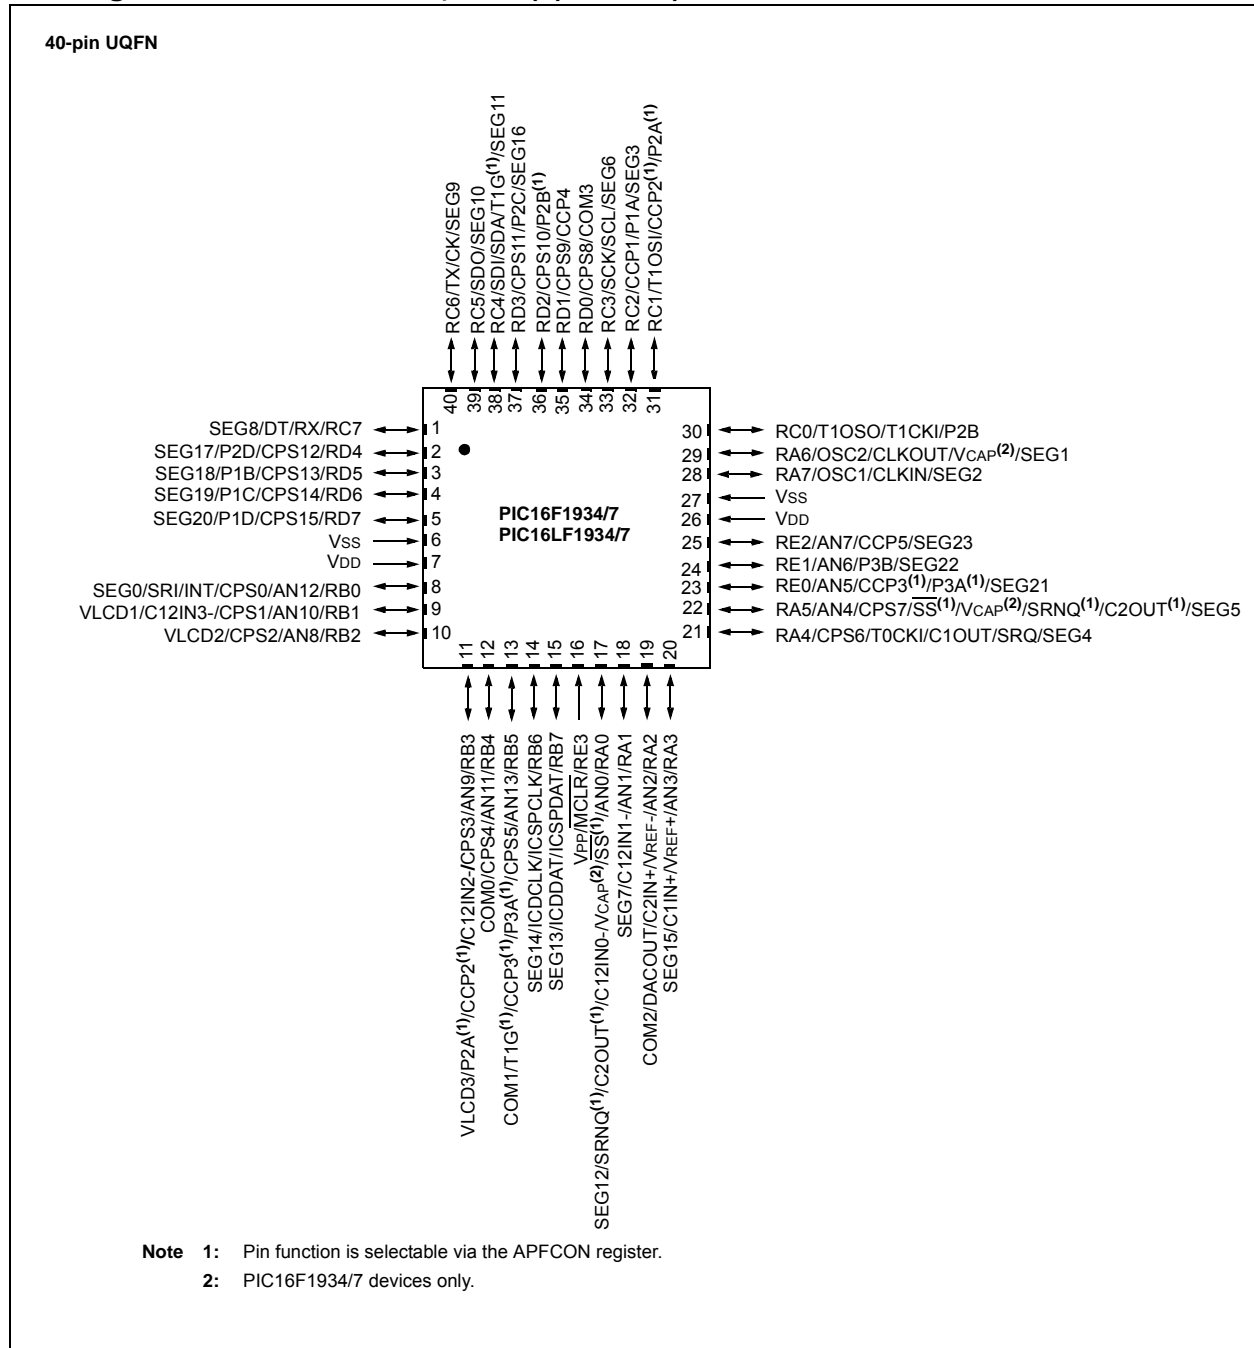 40-pin UQFN
RC6/TX/CK/SEG9
RC5/SDO/SEG10
RC4/SDI/SDA/T1G(1)/SEG11
RD3/CPS11/P2C/SEG16
RD2/CPS10/P2B(1)
RD1/CPS9/CCP4
RD0/CPS8/COM3
RC3/SCK/SCL/SEG6
RC2/CCP1/P1A/SEG3
RC1/T1OSI/CCP2(1)/P2A(1)
40
39
38
37
36
35
34
33
32
31
SEG8/DT/RX/RC7 1
SEG17/P2D/CPS12/RD4 2
SEG18/P1B/CPS13/RD5 3
SEG19/P1C/CPS14/RD6 4
SEG20/P1D/CPS15/RD7 5
VSS 6
VDD 7
SEG0/SRI/INT/CPS0/AN12/RB0 8
VLCD1/C12IN3-/CPS1/AN10/RB1 9
VLCD2/CPS2/AN8/RB2 10
PIC16F1934/7
PIC16LF1934/7
30 RC0/T1OSO/T1CKI/P2B
29 RA6/OSC2/CLKOUT/VCAP(2)/SEG1
28 RA7/OSC1/CLKIN/SEG2
27 VSS
26 VDD
25 RE2/AN7/CCP5/SEG23
24 RE1/AN6/P3B/SEG22
23 RE0/AN5/CCP3(1)/P3A(1)/SEG21
22 RA5/AN4/CPS7/SS(1)/VCAP(2)/SRNQ(1)/C2OUT(1)/SEG5
21 RA4/CPS6/T0CKI/C1OUT/SRQ/SEG4
11
12
13
14
15
16
17
18
19
20
VLCD3/P2A(1)/CCP2(1)/C12IN2-/CPS3/AN9/RB3
COM0/CPS4/AN11/RB4
COM1/T1G(1)/CCP3(1)/P3A(1)/CPS5/AN13/RB5
SEG14/ICDCLK/ICSPCLK/RB6
SEG13/ICDDAT/ICSPDAT/RB7
VPP/MCLR/RE3
SEG12/SRNQ(1)/C2OUT(1)/C12IN0-/VCAP(2)/SS(1)/AN0/RA0
SEG7/C12IN1-/AN1/RA1
COM2/DACOUT/C2IN+/VREF-/AN2/RA2
SEG15/C1IN+/VREF+/AN3/RA3
Note 1: Pin function is selectable via the APFCON register.
2: PIC16F1934/7 devices only.